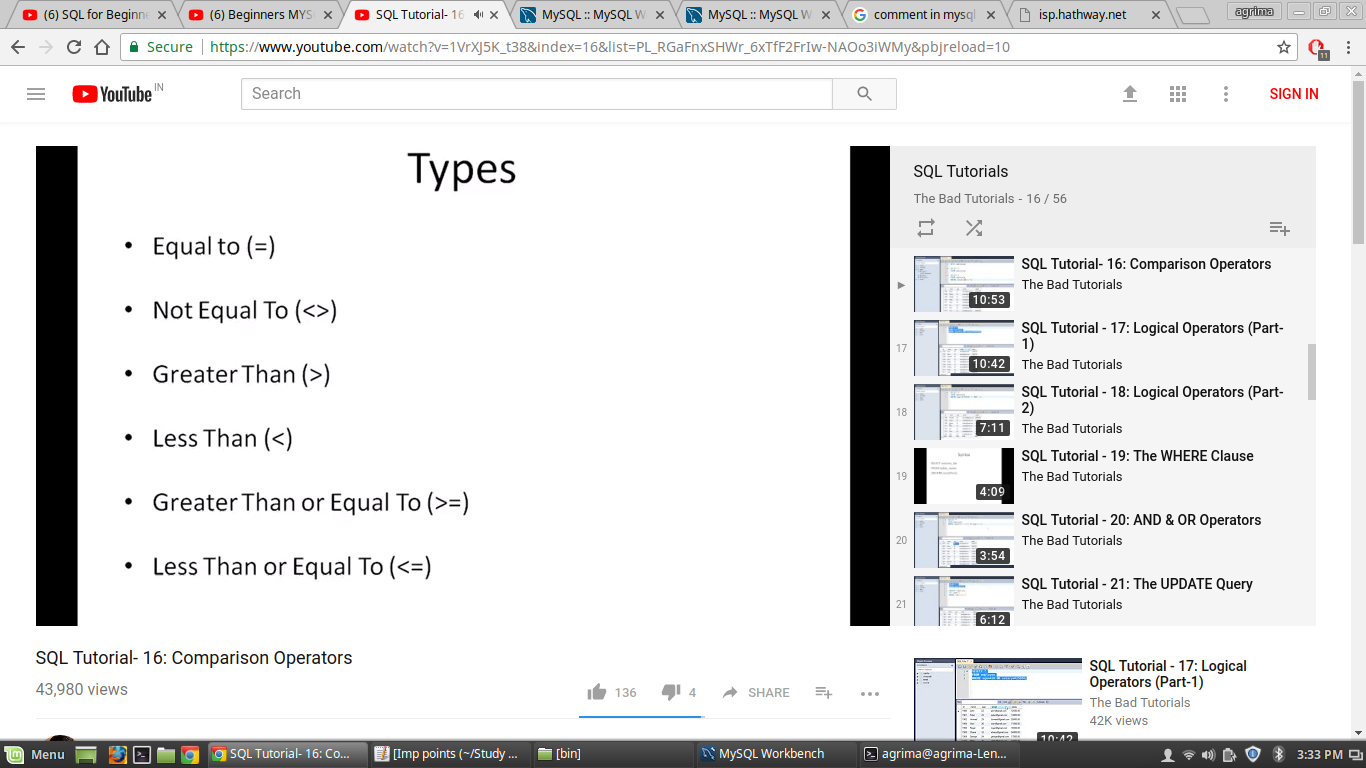 (6) SQL for Beginne
(6) Beginners MYS
SQL Tutorial- 16
MySQL :: MySQL W
MySQL :: MySQL W
comment in mysql
isp.hathway.net
agrima
Secure
https://www.youtube.com/watch?v=1VrXJ5K_t38&index=16&list=PL_RGaFnxSHWr_6xTfF2FrIw-NAOo3iWMy&pbjreload=10
11
YouTube IN
Search
SIGN IN
Types
• Equal to (=)
• Not Equal To (<>)
• Greater Than (>)
• Less Than (<)
• Greater Than or Equal To (>=)
• Less Than or Equal To (<=)
SQL Tutorials
The Bad Tutorials - 16 / 56
SQL Tutorial- 16: Comparison Operators
The Bad Tutorials
10:53
17
SQL Tutorial - 17: Logical Operators (Part-
1)
The Bad Tutorials
10:42
18
SQL Tutorial - 18: Logical Operators (Part-
2)
The Bad Tutorials
7:11
19
SQL Tutorial - 19: The WHERE Clause
The Bad Tutorials
4:09
20
SQL Tutorial - 20: AND & OR Operators
The Bad Tutorials
3:54
21
SQL Tutorial - 21: The UPDATE Query
The Bad Tutorials
6:12
SQL Tutorial- 16: Comparison Operators
43,980 views
136
4
SHARE
SQL Tutorial - 17: Logical
Operators (Part-1)
The Bad Tutorials
42K views
10:42
Menu
SQL Tutorial- 16: Co...
[Imp points (~/Study ...
[bin]
MySQL Workbench
agrima@agrima-Len...
3:33 PM